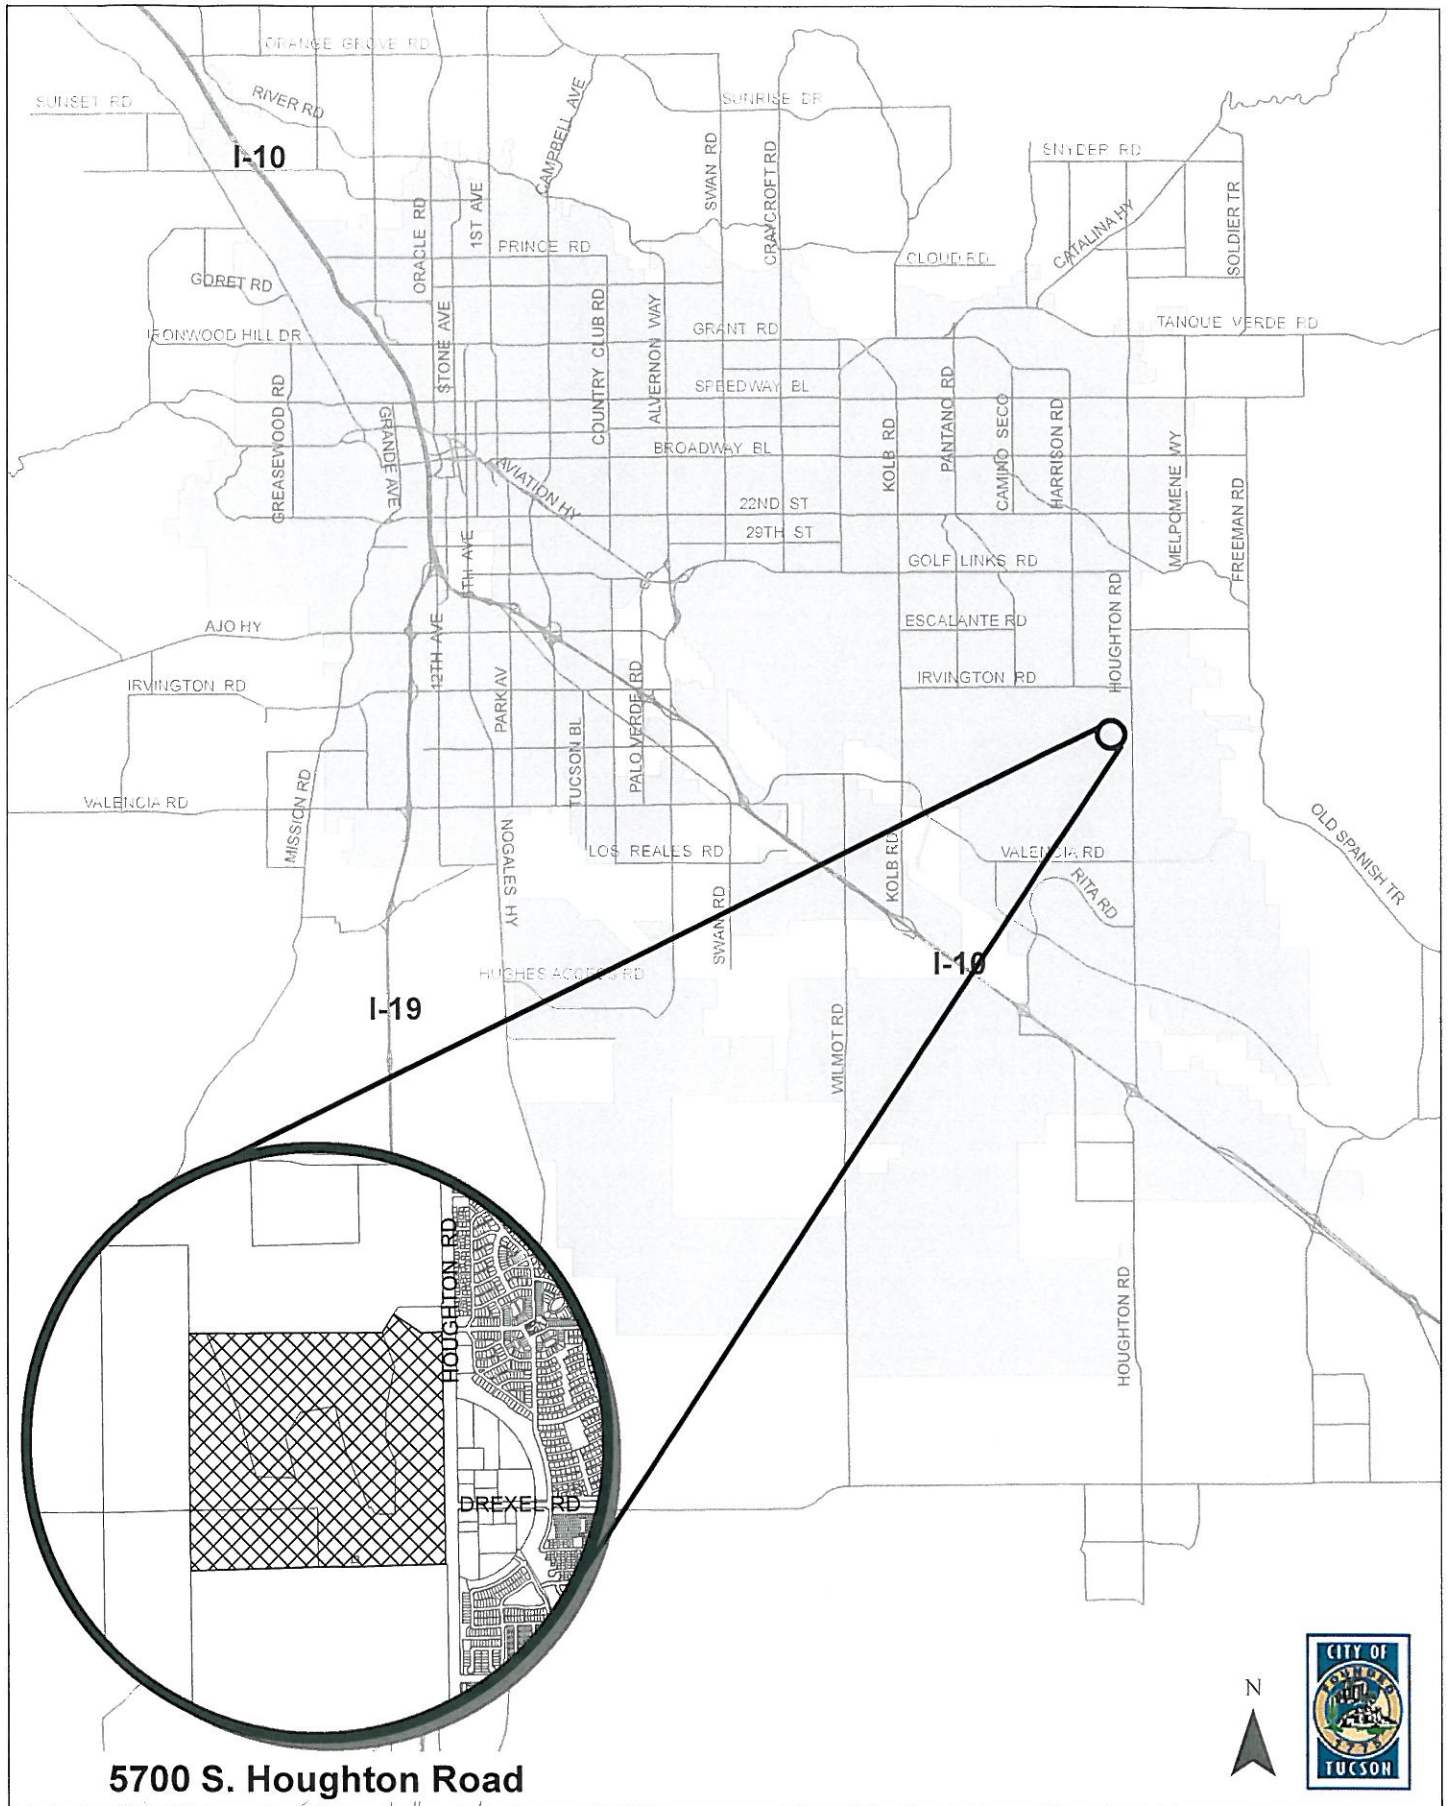 ORANGE GROVE RD
SUNSET RD
RIVER RD
CAMPBELL AVE
SUNRISE DR
I-10
SWAN RD
CRAYCROFT RD
SNYDER RD
ORACLE RD
1ST AVE
PRINCE RD
CLOUD RD
CATALINA HY
SOLDIER TR
GORET RD
IRONWOOD HILL DR
STONE AVE
COUNTRY CLUB RD
ALVERNON WAY
GRANT RD
TANQUE VERDE RD
GREASEWOOD RD
GRANDE AVE
SPEEDWAY BL
KOLB RD
PANTANO RD
CAMINO SECO
HARRISON RD
BROADWAY BL
AVIATION HY
22ND ST
29TH ST
MELPOMENE WY
FREEMAN RD
GOLF LINKS RD
AJO HY
12TH AVE
ESCALANTE RD
HOUGHTON RD
IRVINGTON RD
PARK AV
TUCSON BL
PALO VERDE RD
IRVINGTON RD
MISSION RD
VALENCIA RD
NOGALES HY
LOS REALES RD
SWAN RD
KOLB RD
VALENCIA RD
RITA RD
OLD SPANISH TR
HUGHES ACCESS RD
I-10
I-19
WILMOT RD
HOUGHTON RD
HOUGHTON RD
DREXEL RD
5700 S. Houghton Road
N
CITY OF
FOUNDED
1775
TUCSON